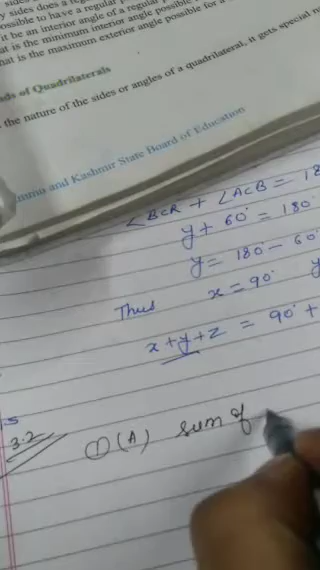 y sides does a regular
ossible to have a regular
it be an interior angle of a regular
at is the minimum interior angle possible
hat is the maximum exterior angle possible for a
ds of Quadrilaterals
the nature of the sides or angles of a quadrilateral, it gets special
and Kashmir State Board of Education
∠BCR + ∠ACB = 18
y + 60° = 180°
y = 180° - 60°
Thus x = 90° y
x+y+z = 90° +
3.2
① (A) sum of